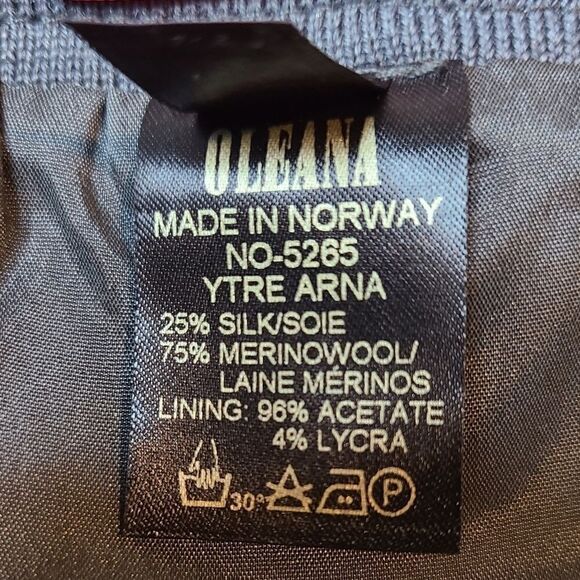 OLEANA
MADE IN NORWAY
NO-5265
YTRE ARNA
25% SILK/SOIE
75% MERINOWOOL/
LAINE MÉRINOS
LINING: 96% ACETATE
4% LYCRA
30° P